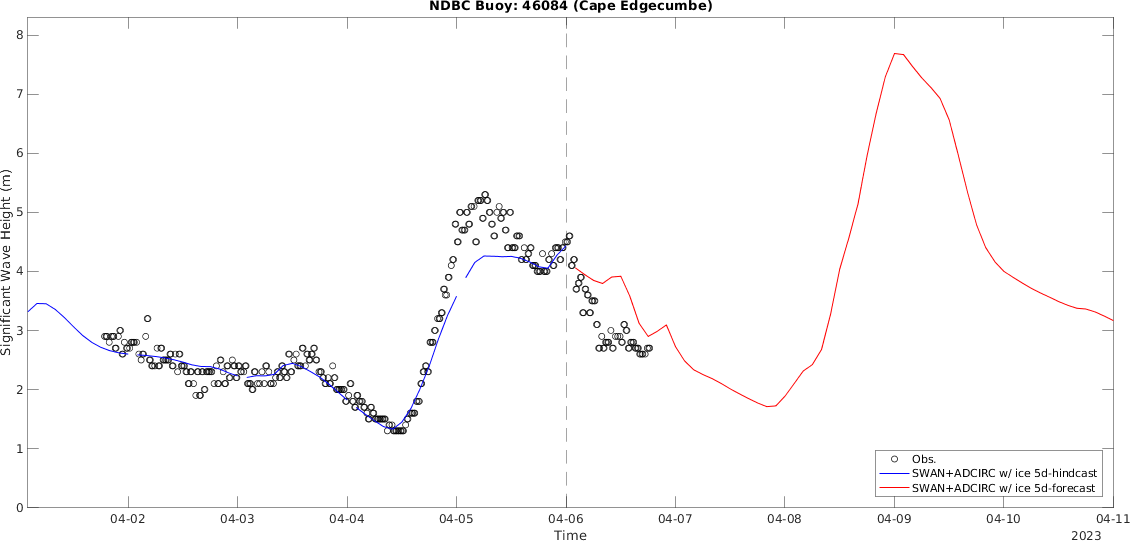 NDBC Buoy: 46084 (Cape Edgecumbe)
8
7
6
5
4
3
2
1
0
Significant Wave Height (m)
Obs.
SWAN+ADCIRC w/ ice 5d-hindcast
SWAN+ADCIRC w/ ice 5d-forecast
04-02 04-03 04-04 04-05 04-06 04-07 04-08 04-09 04-10 04-11
Time
2023